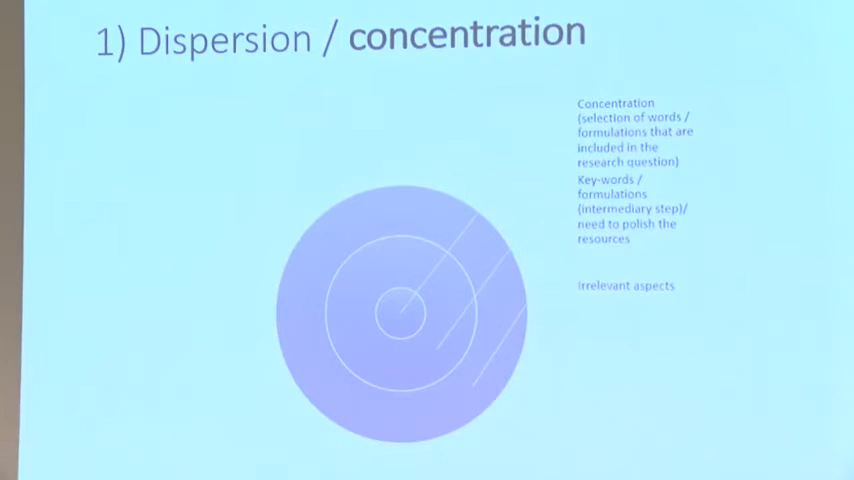 1) Dispersion / concentration
Concentration
(selection of words /
formulations that are
included in the
research question)
Key-words /
formulations
(intermediary step)/
need to polish the
resources
Irrelevant aspects